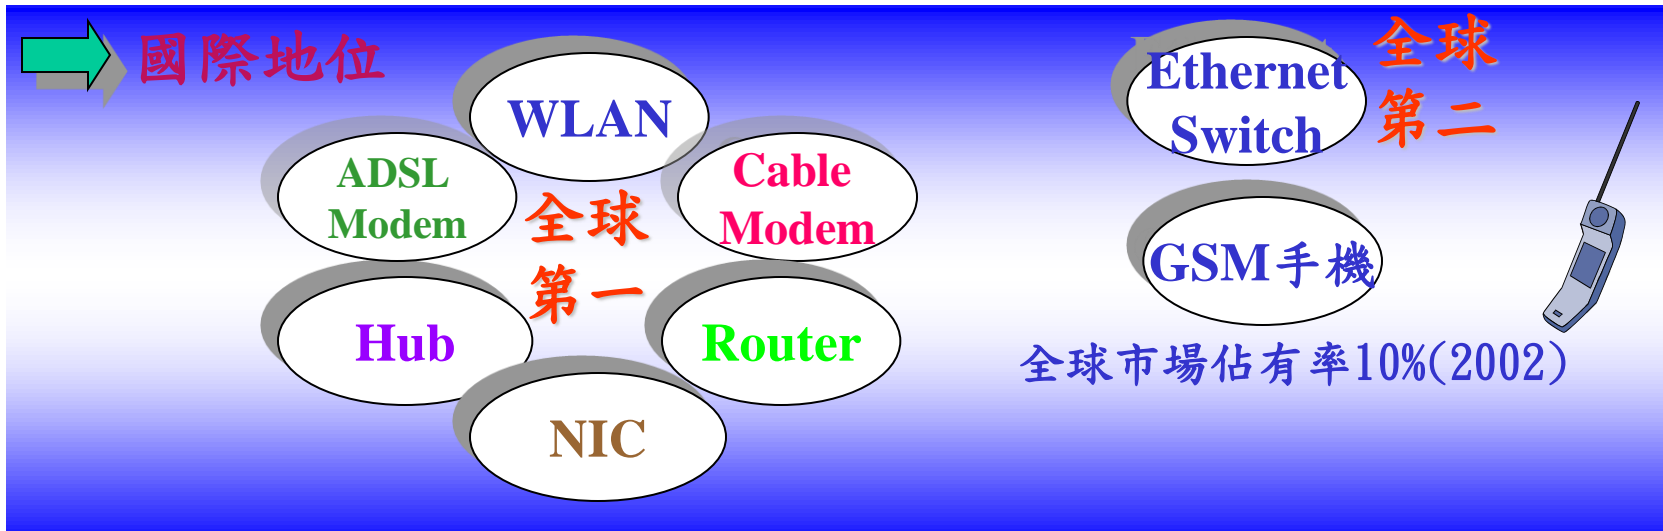 國際地位
WLAN
ADSL
Modem
Cable
Modem
全球
第一
Hub
Router
NIC
Ethernet
Switch
全球
第二
GSM手機
全球市場佔有率10%(2002)